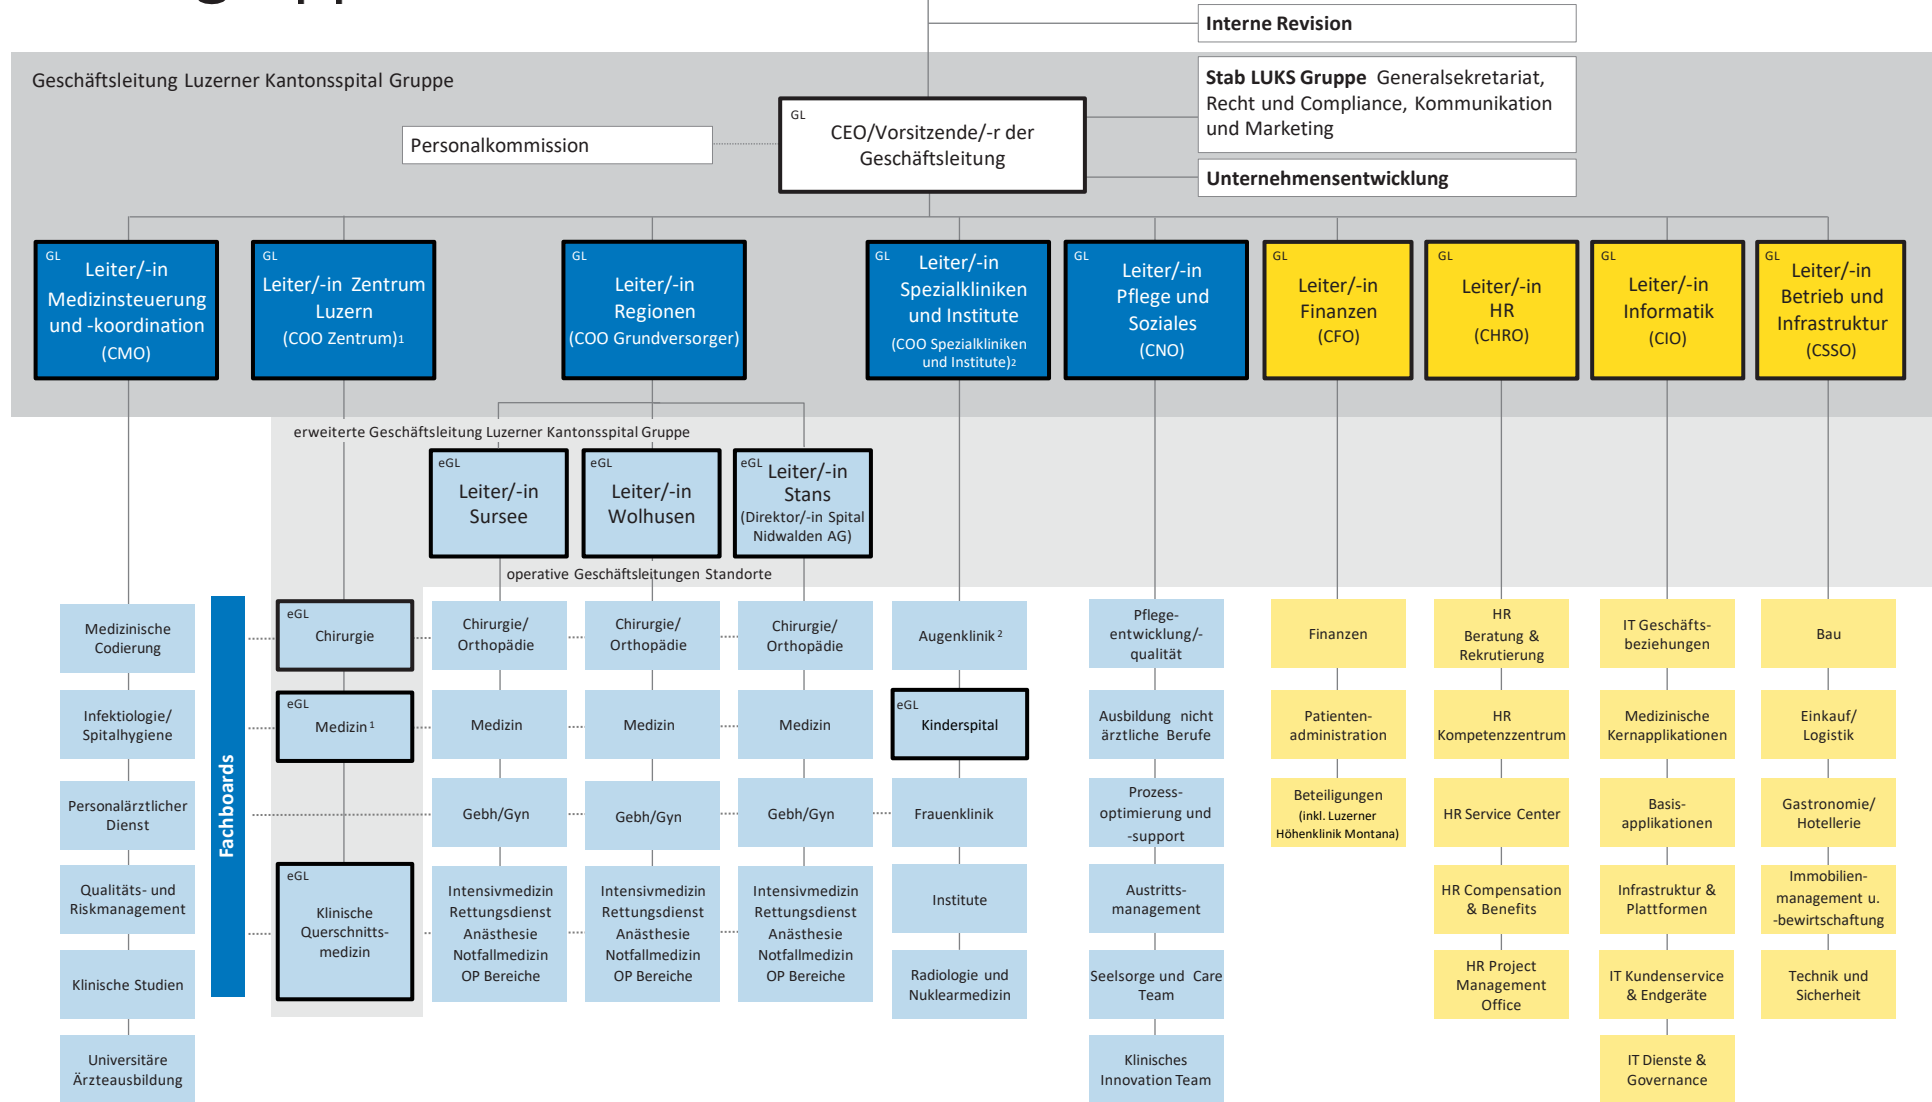 Interne Revision
Geschäftsleitung Luzerner Kantonsspital Gruppe
Stab LUKS Gruppe Generalsekretariat,
Recht und Compliance, Kommunikation
und Marketing
GL
CEO/Vorsitzende/-r der
Geschäftsleitung
Personalkommission
Unternehmensentwicklung
GL
Leiter/-in
Medizinsteuerung
und -koordination
(CMO)
GL
Leiter/-in Zentrum
Luzern
(COO Zentrum)1
GL
Leiter/-in
Regionen
(COO Grundversorger)
GL
Leiter/-in
Spezialkliniken
und Institute
(COO Spezialkliniken
und Institute)2
GL
Leiter/-in
Pflege und
Soziales
(CNO)
GL
Leiter/-in
Finanzen
(CFO)
GL
Leiter/-in
HR
(CHRO)
GL
Leiter/-in
Informatik
(CIO)
GL
Leiter/-in
Betrieb und
Infrastruktur
(CSSO)
erweiterte Geschäftsleitung Luzerner Kantonsspital Gruppe
eGL
Leiter/-in
Sursee
eGL
Leiter/-in
Wolhusen
eGL
Leiter/-in
Stans
(Direktor/-in Spital
Nidwalden AG)
operative Geschäftsleitungen Standorte
Medizinische
Codierung
Infektiologie/
Spitalhygiene
Personalärztlicher
Dienst
Qualitäts- und
Riskmanagement
Klinische Studien
Universitäre
Ärzteausbildung
Fachboards
eGL
Chirurgie
eGL
Medizin 1
eGL
Klinische
Querschnitts-
medizin
Chirurgie/
Orthopädie
Medizin
Gebh/Gyn
Intensivmedizin
Rettungsdienst
Anästhesie
Notfallmedizin
OP Bereiche
Chirurgie/
Orthopädie
Medizin
Gebh/Gyn
Intensivmedizin
Rettungsdienst
Anästhesie
Notfallmedizin
OP Bereiche
Chirurgie/
Orthopädie
Medizin
Gebh/Gyn
Intensivmedizin
Rettungsdienst
Anästhesie
Notfallmedizin
OP Bereiche
Augenklinik 2
eGL
Kinderspital
Frauenklinik
Institute
Radiologie und
Nuklearmedizin
Pflege-
entwicklung/-
qualität
Ausbildung nicht
ärztliche Berufe
Prozess-
optimierung und
-support
Austritts-
management
Seelsorge und Care
Team
Klinisches
Innovation Team
Finanzen
Patienten-
administration
Beteiligungen
(inkl. Luzerner
Höhenklinik Montana)
HR
Beratung &
Rekrutierung
HR
Kompetenzzentrum
HR Service Center
HR Compensation
& Benefits
HR Project
Management
Office
IT Geschäfts-
beziehungen
Medizinische
Kernapplikationen
Basis-
applikationen
Infrastruktur &
Plattformen
IT Kundenservice
& Endgeräte
IT Dienste &
Governance
Bau
Einkauf/
Logistik
Gastronomie/
Hotellerie
Immobilien-
management u.
-bewirtschaftung
Technik und
Sicherheit